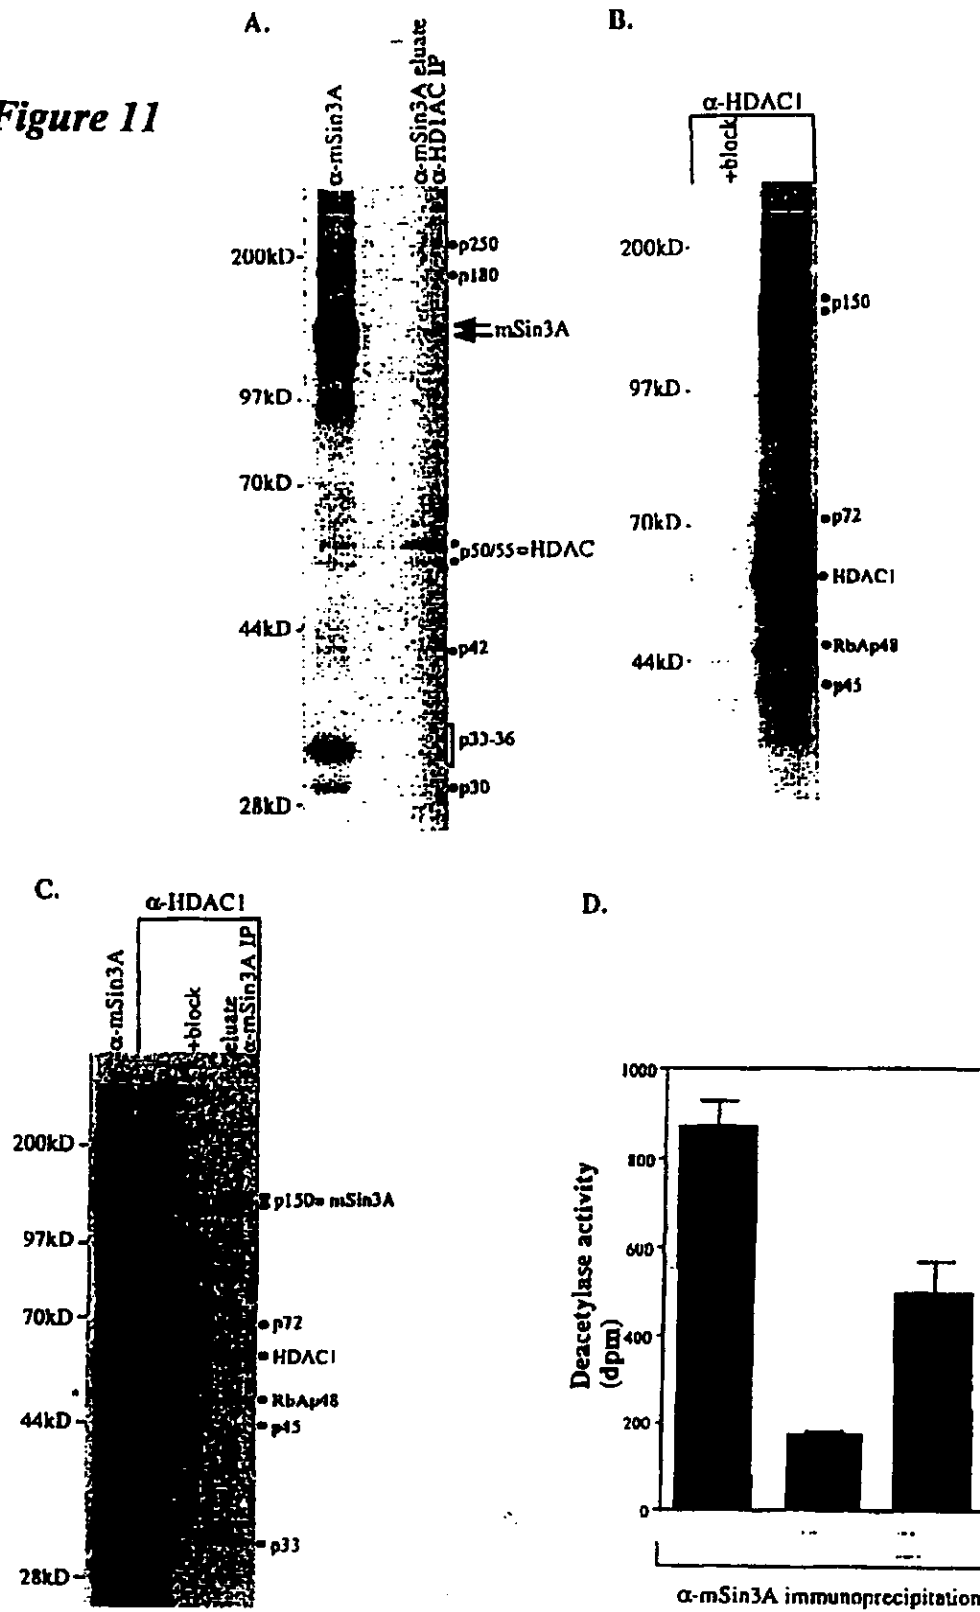 A.
B.
Figure 11
α-mSin3A
α-mSin3A eluate
α-HD1AC IP
200kD
97kD
70kD
44kD
28kD
p250
p180
mSin3A
p50/55=HDAC
p42
p33-36
p30
α-HDAC1
+block
200kD
97kD
70kD
44kD
p150
p72
HDAC1
RbAp48
p45
C.
D.
α-HDAC1
α-mSin3A
+block
eluate
α-mSin3A IP
200kD
97kD
70kD
44kD
28kD
p150= mSin3A
p72
HDAC1
RbAp48
p45
p33
Deacetylase activity
(dpm)
1000
800
600
400
200
0
α-mSin3A immunoprecipitation